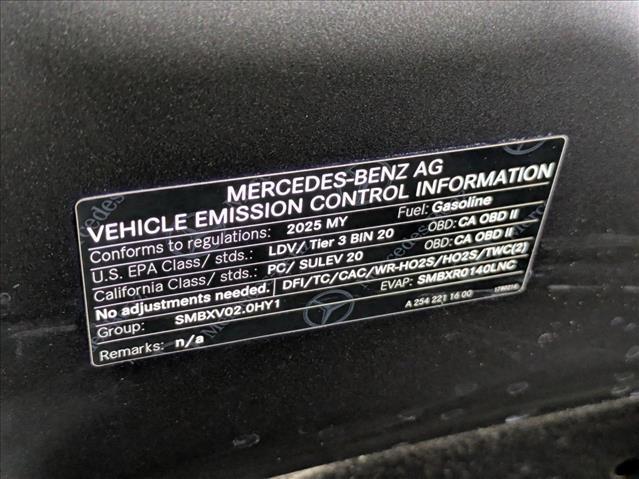 MERCEDES-BENZ AG
VEHICLE EMISSION CONTROL INFORMATION
Conforms to regulations: 2025 MY Fuel: Gasoline
U.S. EPA Class/ stds.: LDV// Tier 3 BIN 20 OBD: CA OBD II
California Class/ stds.: PC/ SULEV 20 OBD: CA OBD II
No adjustments needed. DFI/TC/CAC/WR-HO2S/HO2S/TWC(2)
Group: SMBXV02.0HY1 EVAP: SMBXR0140LNC
Remarks: n/a A 254 221 16 00